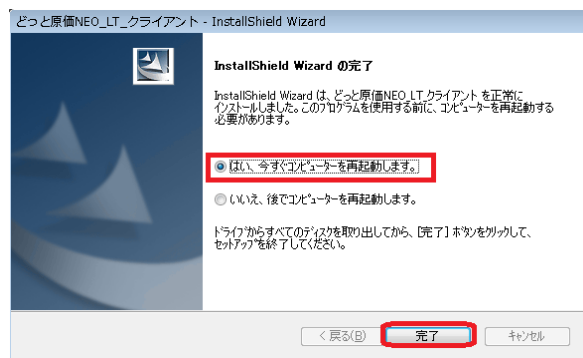 どっと原価NEO_LT_クライアント - InstallShield Wizard
InstallShield Wizard の完了
InstallShield Wizard は、どっと原価NEO_LT_クライアント を正常に
インストールしました。このプログラムを使用する前に、コンピューターを再起動する
必要があります。
はい、今すぐコンピューターを再起動します。
いいえ、後でコンピューターを再起動します。
ドライブからすべてのディスクを取り出してから、[完了] ボタンをクリックして、
セットアップを終了してください。
< 戻る(B)
完了
キャンセル